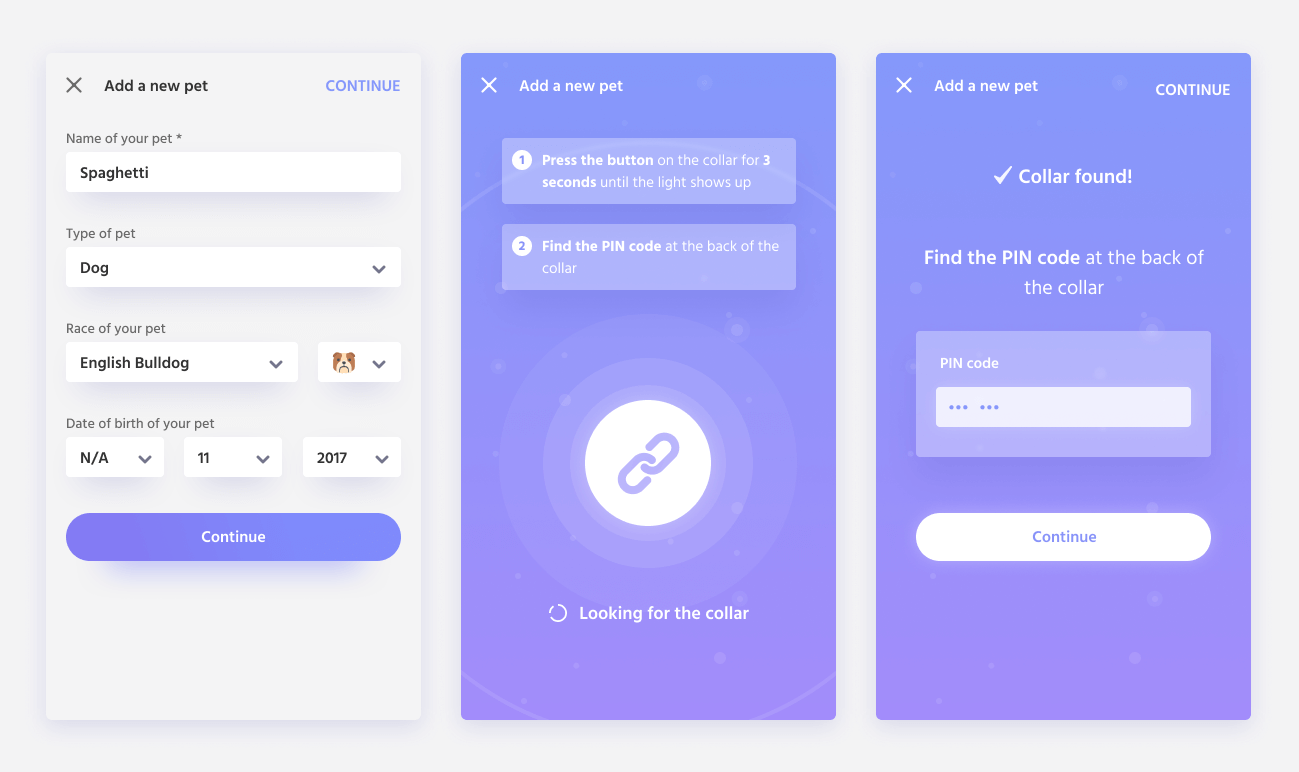 Add a new pet
CONTINUE
Name of your pet *
Spaghetti
Type of pet
Dog
Race of your pet
English Bulldog
Date of birth of your pet
N/A
11
2017
Continue
Add a new pet
1
Press the button on the collar for 3
seconds until the light shows up
2
Find the PIN code at the back of the
collar
Looking for the collar
Add a new pet
CONTINUE
Collar found!
Find the PIN code at the back of
the collar
PIN code
••• •••
Continue